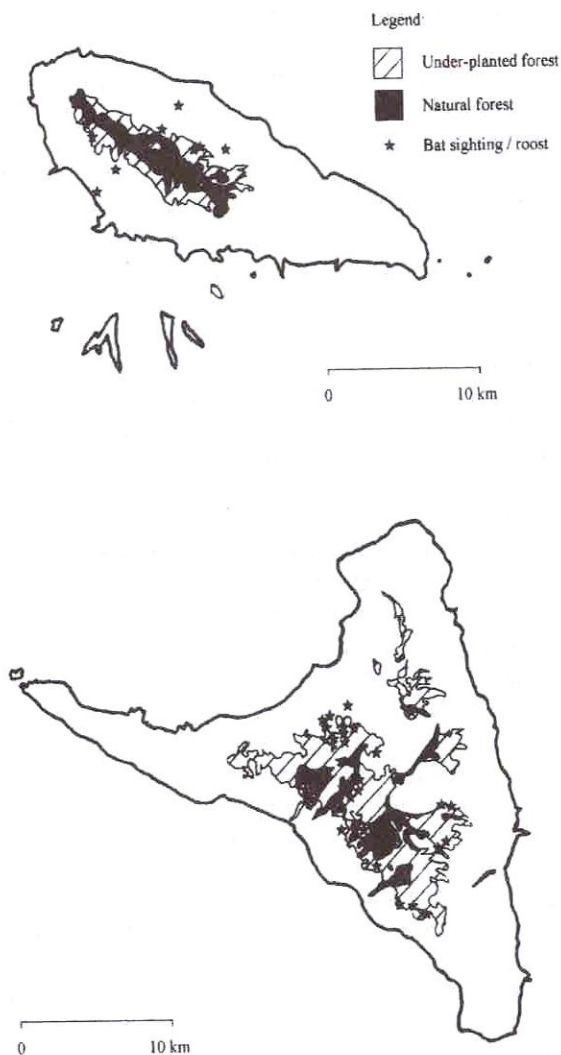 Legend
Under-planted forest
Natural forest
Bat sighting / roost
0 10 km
0 10 km